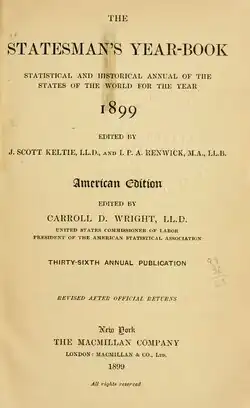 THE
STATESMAN'S YEAR-BOOK
STATISTICAL AND HISTORICAL ANNUAL OF THE
STATES OF THE WORLD FOR THE YEAR
1899
EDITED BY
J. SCOTT KELTIE, LL.D., AND I. P. A. RENWICK, M.A., LL.B.
American Edition
EDITED BY
CARROLL D. WRIGHT, LL.D.
UNITED STATES COMMISSIONER OF LABOR
PRESIDENT OF THE AMERICAN STATISTICAL ASSOCIATION
THIRTY-SIXTH ANNUAL PUBLICATION
REVISED AFTER OFFICIAL RETURNS
New York
THE MACMILLAN COMPANY
LONDON: MACMILLAN & CO., LTD.
1899
All rights reserved